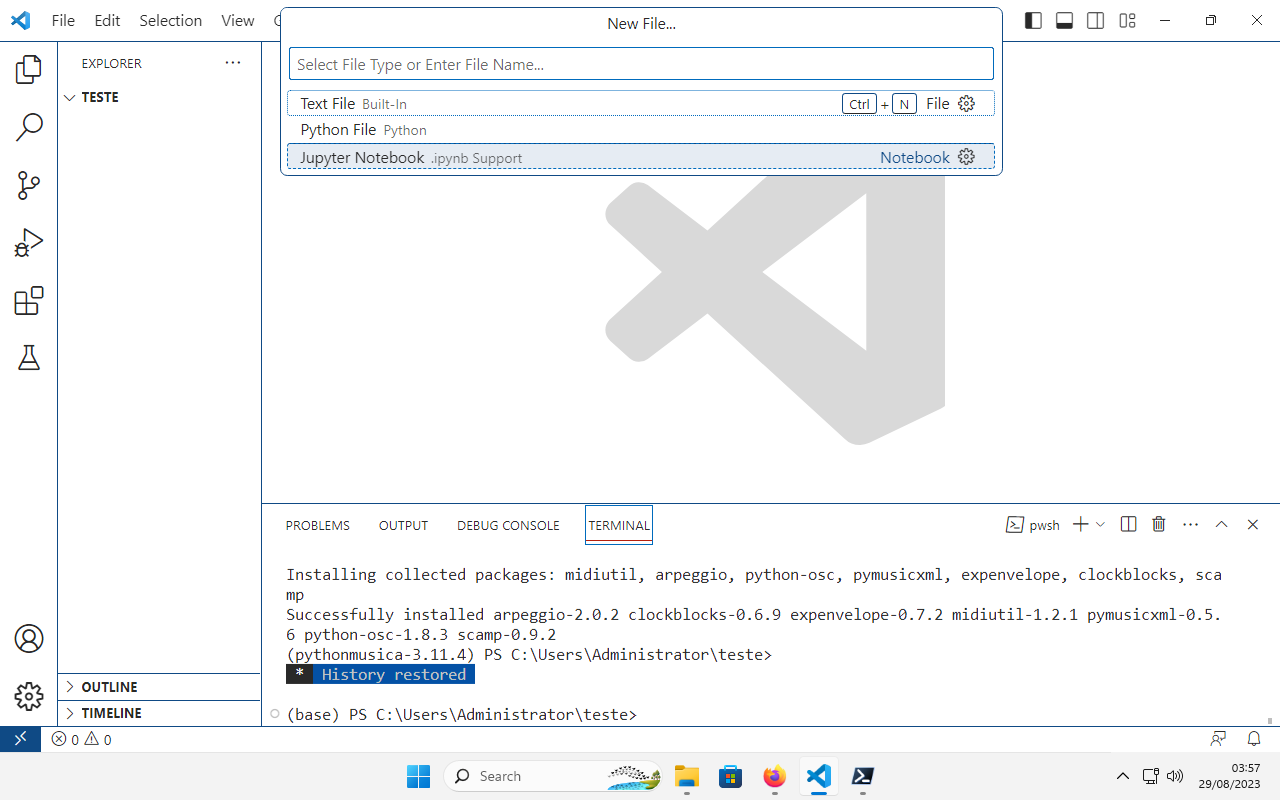 File Edit Selection View
New File...
Select File Type or Enter File Name...
Text File Built-In Ctrl + N File
Python File Python
Jupyter Notebook .ipynb Support Notebook
EXPLORER
TESTE
OUTLINE
TIMELINE
PROBLEMS OUTPUT DEBUG CONSOLE TERMINAL pwsh
Installing collected packages: midiutil, arpeggio, python-osc, pymusicxml, expenvelope, clockblocks, sca
mp
Successfully installed arpeggio-2.0.2 clockblocks-0.6.9 expenvelope-0.7.2 midiutil-1.2.1 pymusicxml-0.5.
6 python-osc-1.8.3 scamp-0.9.2
(pythonmusica-3.11.4) PS C:\Users\Administrator\teste>
* History restored
(base) PS C:\Users\Administrator\teste>
0 0
Search
03:57
29/08/2023